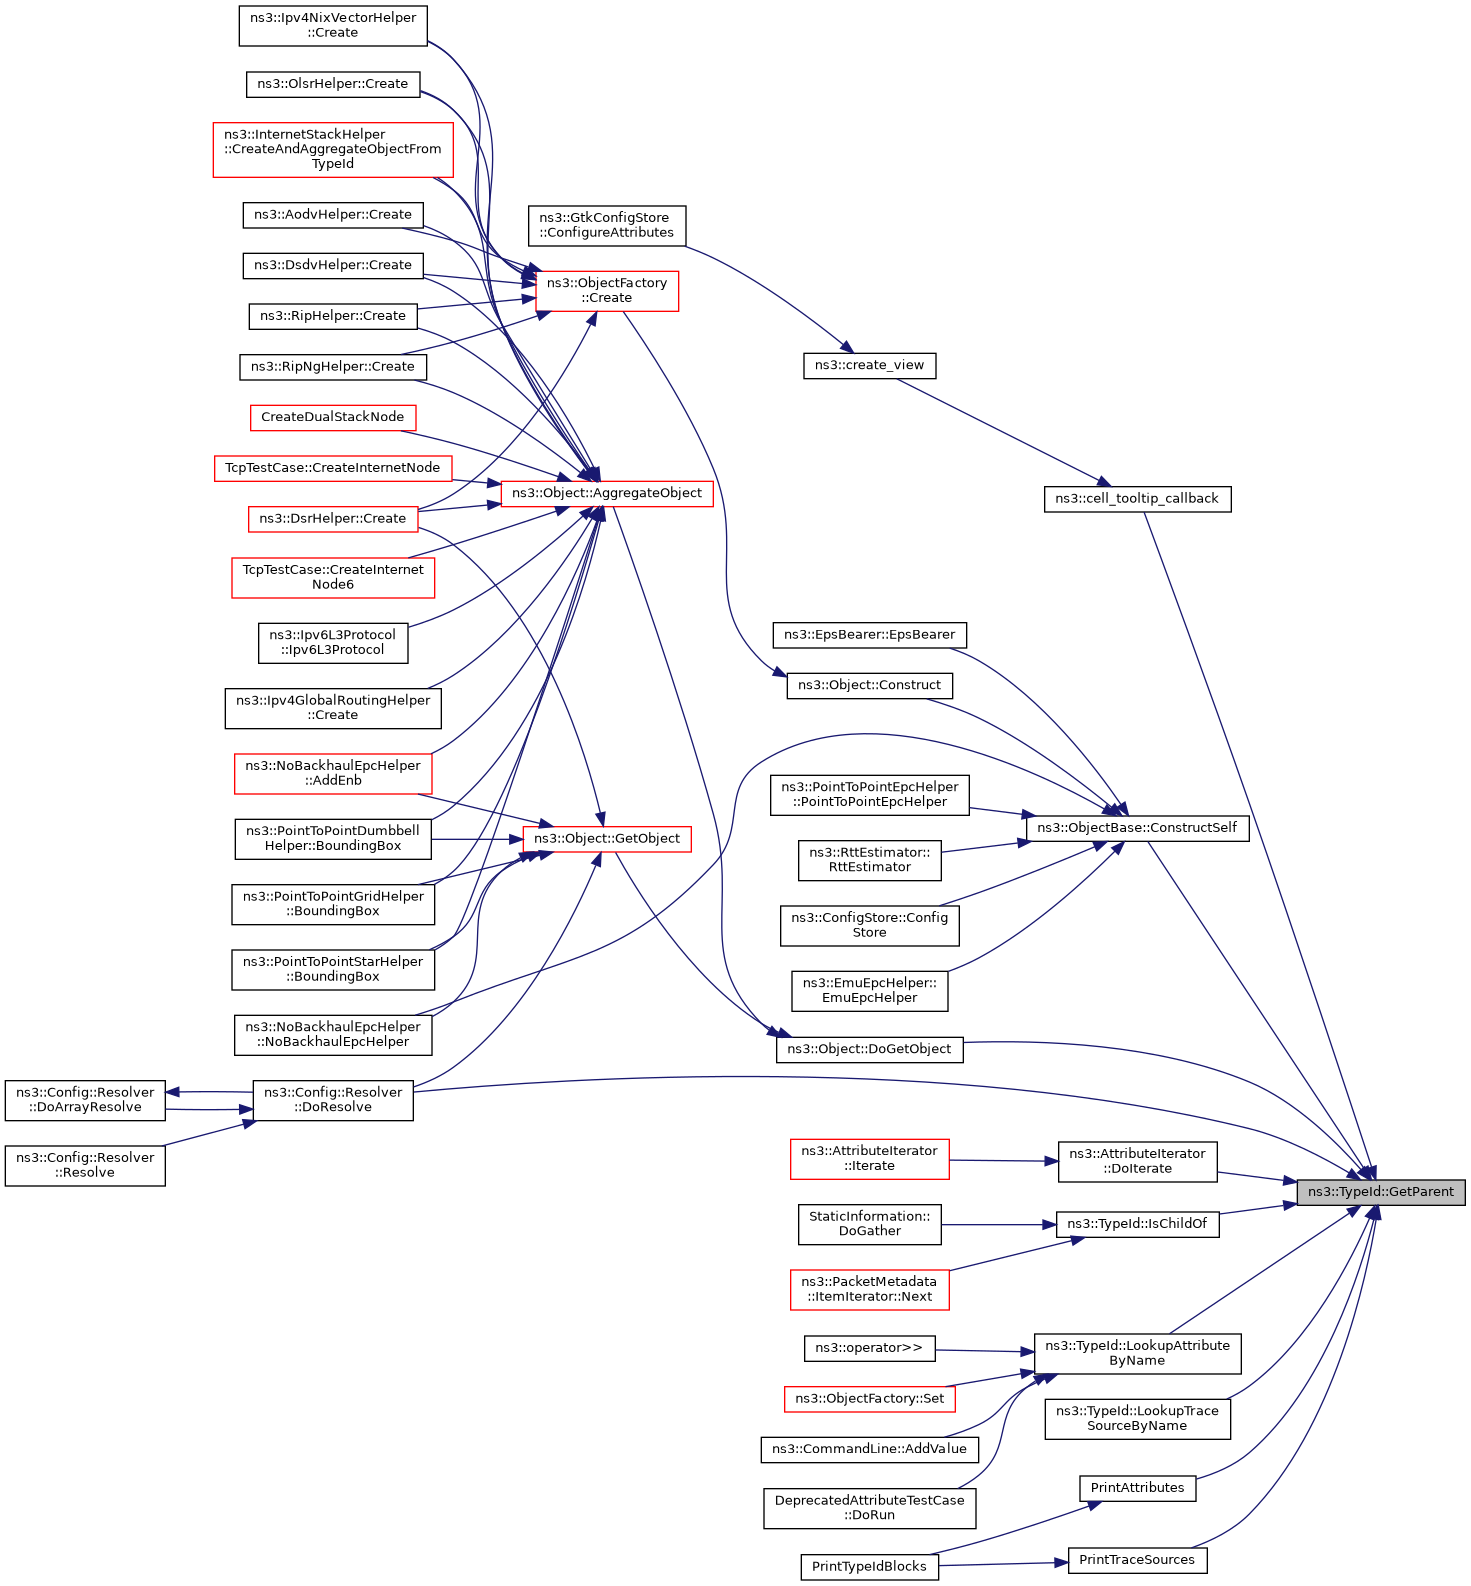 ns3::Ipv4NixVectorHelper
::Create
ns3::OlsrHelper::Create
ns3::InternetStackHelper
::CreateAndAggregateObjectFrom
TypeId
ns3::AodvHelper::Create
ns3::DsdvHelper::Create
ns3::RipHelper::Create
ns3::RipNgHelper::Create
CreateDualStackNode
TcpTestCase::CreateInternetNode
ns3::DsrHelper::Create
TcpTestCase::CreateInternet
Node6
ns3::Ipv6L3Protocol
::Ipv6L3Protocol
ns3::Ipv4GlobalRoutingHelper
::Create
ns3::NoBackhaulEpcHelper
::AddEnb
ns3::PointToPointDumbbell
Helper::BoundingBox
ns3::PointToPointGridHelper
::BoundingBox
ns3::PointToPointStarHelper
::BoundingBox
ns3::NoBackhaulEpcHelper
::NoBackhaulEpcHelper
ns3::Config::Resolver
::DoArrayResolve
ns3::Config::Resolver
::DoResolve
ns3::Config::Resolver
::Resolve
ns3::GtkConfigStore
::ConfigureAttributes
ns3::ObjectFactory
::Create
ns3::Object::AggregateObject
ns3::Object::GetObject
ns3::create_view
ns3::cell_tooltip_callback
ns3::EpsBearer::EpsBearer
ns3::Object::Construct
ns3::PointToPointEpcHelper
::PointToPointEpcHelper
ns3::RttEstimator::
RttEstimator
ns3::ConfigStore::Config
Store
ns3::EmuEpcHelper::
EmuEpcHelper
ns3::ObjectBase::ConstructSelf
ns3::Object::DoGetObject
ns3::AttributeIterator
::Iterate
ns3::AttributeIterator
::DoIterate
ns3::TypeId::GetParent
StaticInformation::
DoGather
ns3::TypeId::IsChildOf
ns3::PacketMetadata
::ItemIterator::Next
ns3::operator>>
ns3::TypeId::LookupAttribute
ByName
ns3::ObjectFactory::Set
ns3::TypeId::LookupTrace
SourceByName
ns3::CommandLine::AddValue
DeprecatedAttributeTestCase
::DoRun
PrintAttributes
PrintTypeIdBlocks
PrintTraceSources